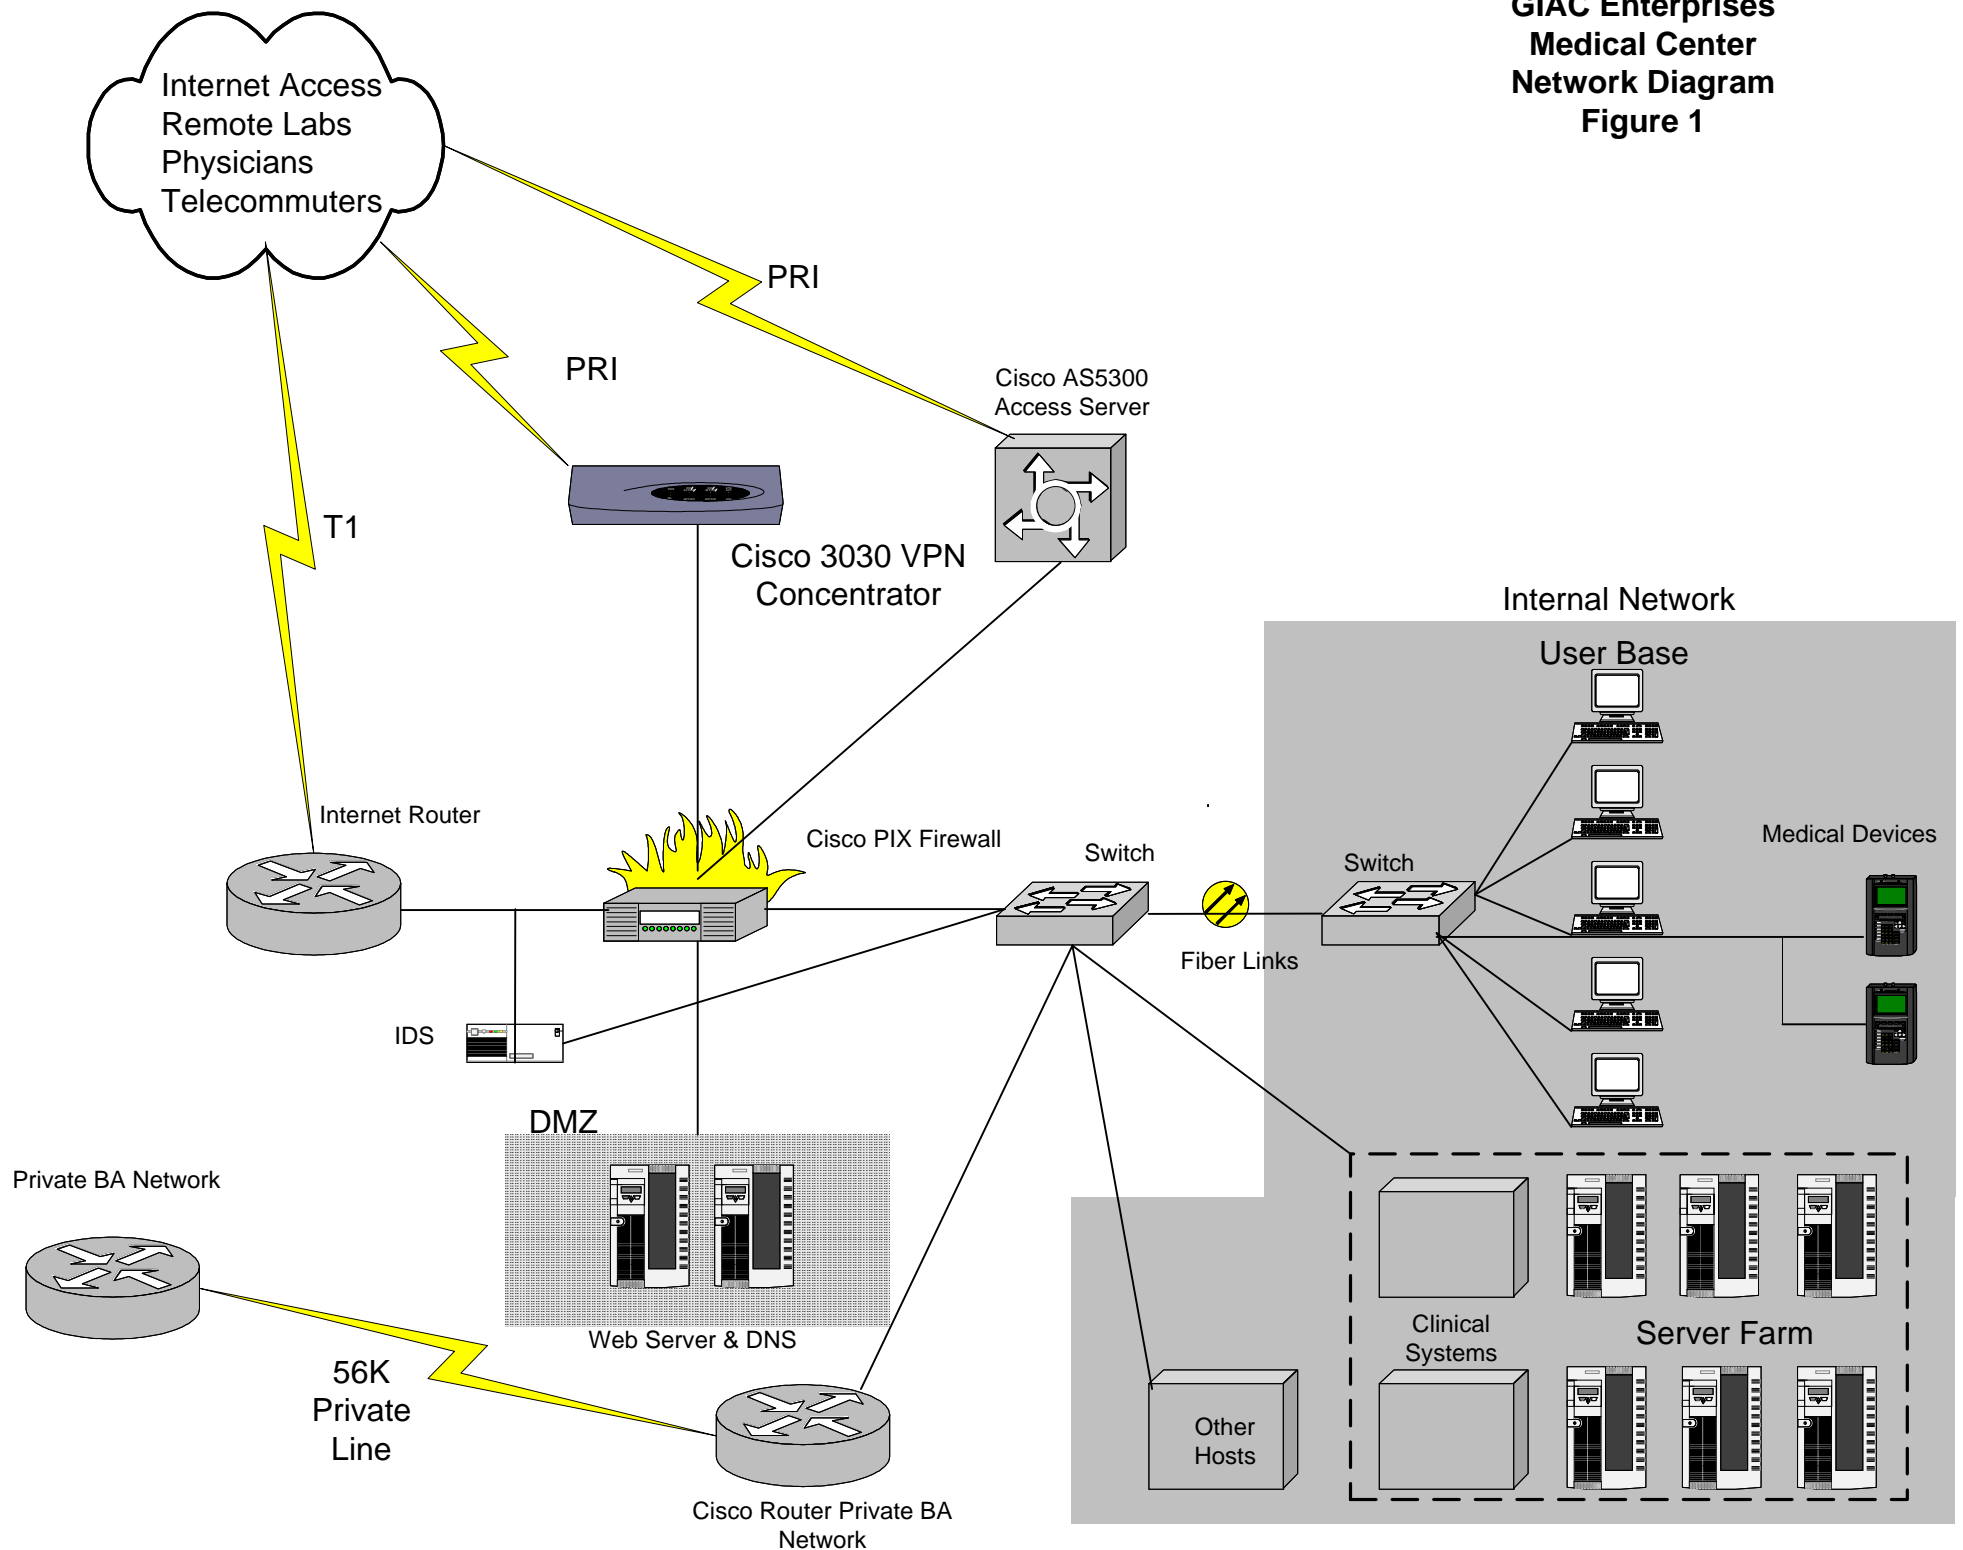 GIAC Enterprises
Medical Center
Network Diagram
Figure 1
Internet Access
Remote Labs
Physicians
Telecommuters
PRI
PRI
Cisco AS5300
Access Server
T1
Cisco 3030 VPN
Concentrator
Internal Network
User Base
Internet Router
Cisco PIX Firewall
Switch
Switch
Medical Devices
Fiber Links
IDS
DMZ
Private BA Network
Web Server & DNS
56K
Private
Line
Clinical
Systems
Server Farm
Other
Hosts
Cisco Router Private BA
Network